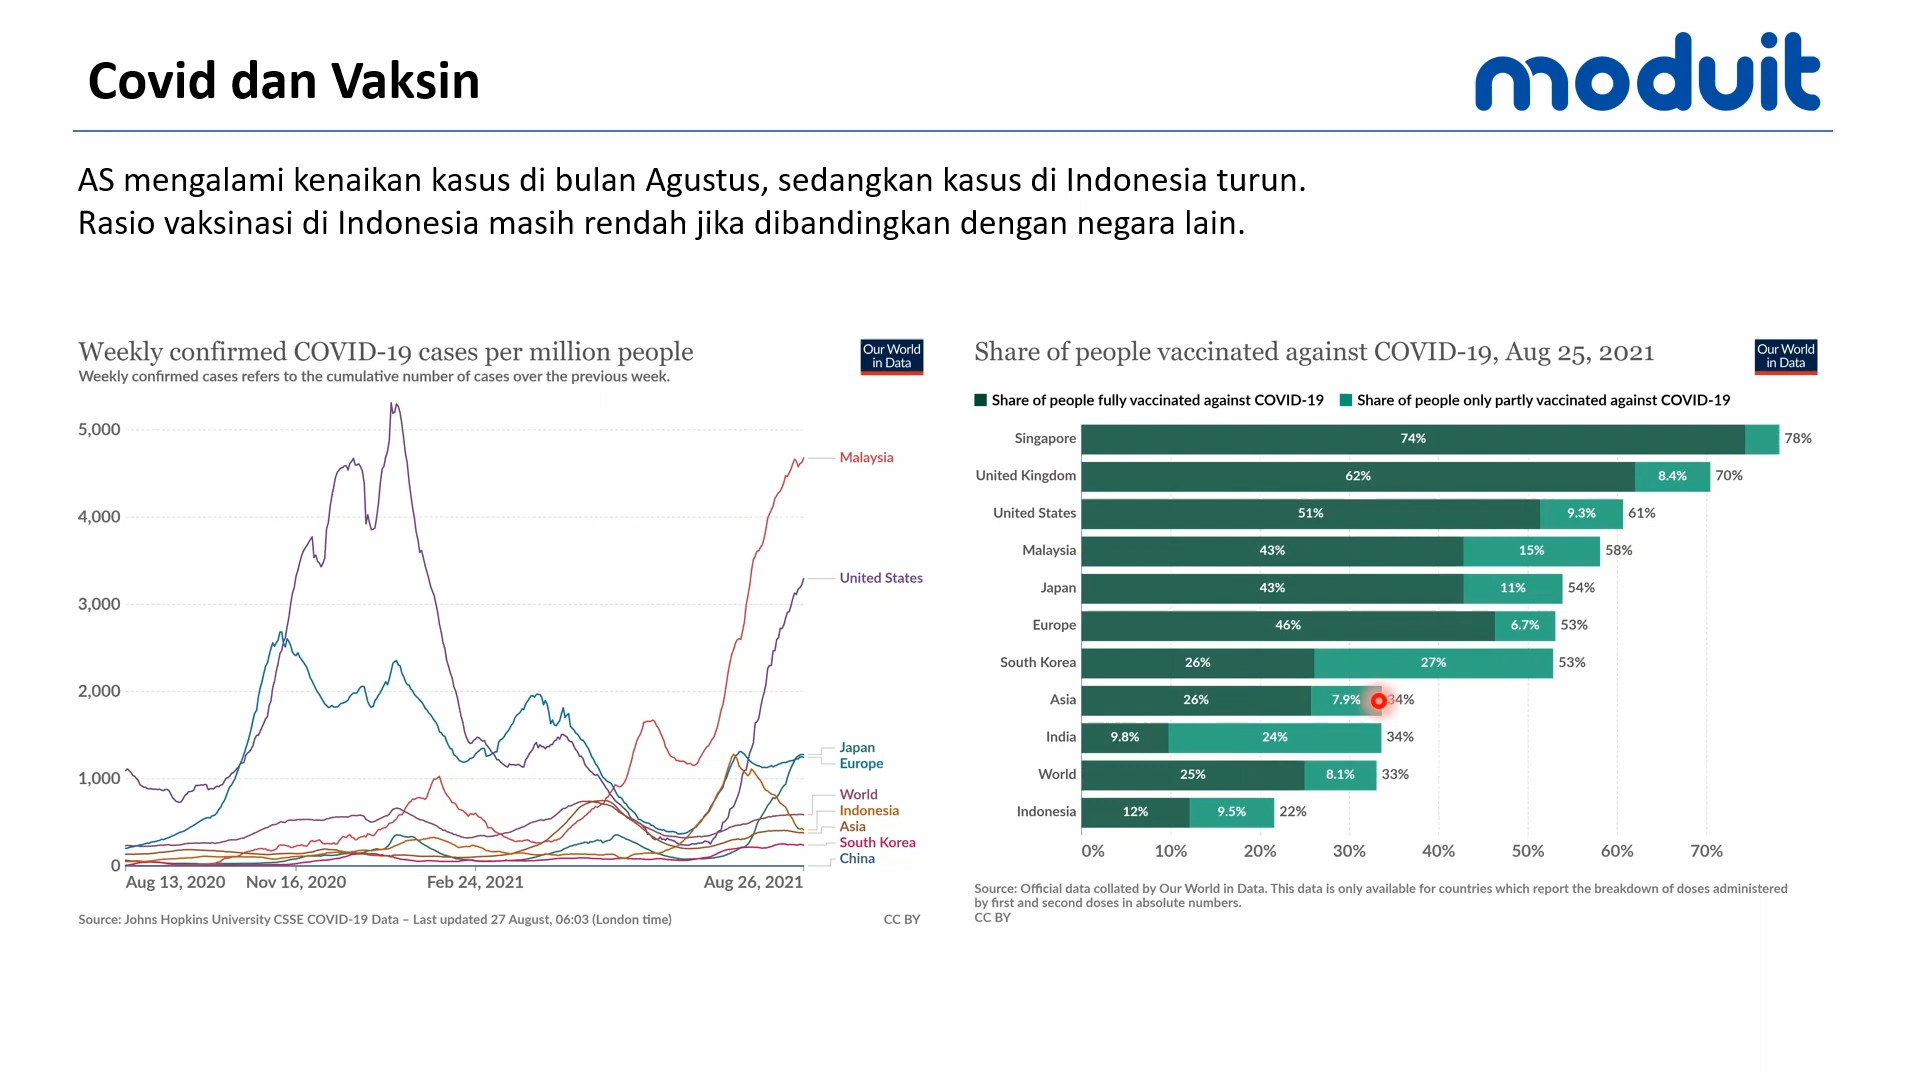 Covid dan Vaksin
moduit
AS mengalami kenaikan kasus di bulan Agustus, sedangkan kasus di Indonesia turun.
Rasio vaksinasi di Indonesia masih rendah jika dibandingkan dengan negara lain.
Weekly confirmed COVID-19 cases per million people
Weekly confirmed cases refers to the cumulative number of cases over the previous week.
Our World
in Data
5,000
4,000
3,000
2,000
1,000
0
Malaysia
United States
Japan
Europe
World
Indonesia
Asia
South Korea
China
Aug 13, 2020 Nov 16, 2020 Feb 24, 2021 Aug 26, 2021
Source: Johns Hopkins University CSSE COVID-19 Data – Last updated 27 August, 06:03 (London time) CC BY
Share of people vaccinated against COVID-19, Aug 25, 2021
Our World
in Data
Share of people fully vaccinated against COVID-19 Share of people only partly vaccinated against COVID-19
Singapore 74% 78%
United Kingdom 62% 8.4% 70%
United States 51% 9.3% 61%
Malaysia 43% 15% 58%
Japan 43% 11% 54%
Europe 46% 6.7% 53%
South Korea 26% 27% 53%
Asia 26% 7.9% 34%
India 9.8% 24% 34%
World 25% 8.1% 33%
Indonesia 12% 9.5% 22%
0% 10% 20% 30% 40% 50% 60% 70%
Source: Official data collated by Our World in Data. This data is only available for countries which report the breakdown of doses administered
by first and second doses in absolute numbers.
CC BY